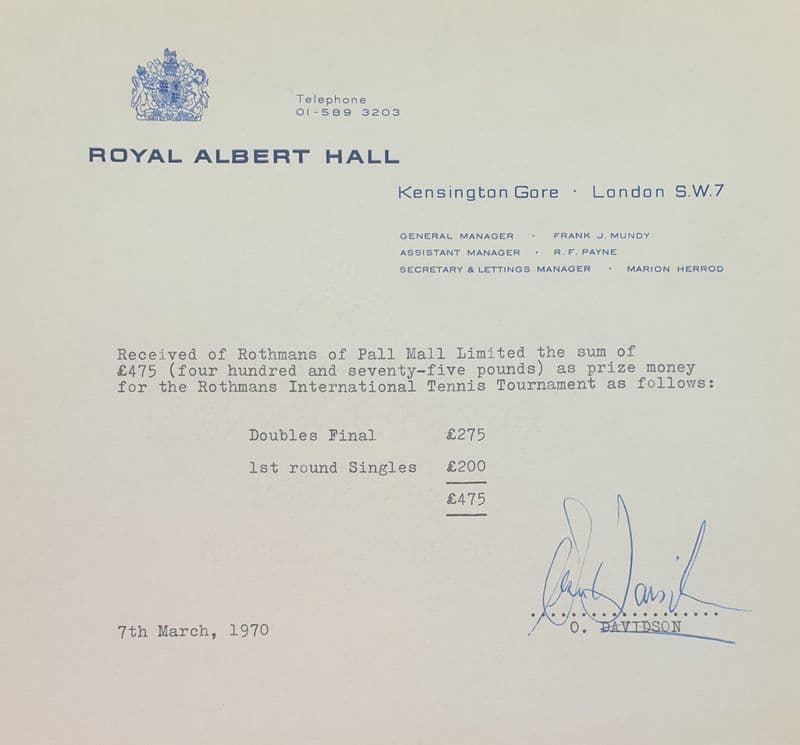 Telephone
01-589 3203
ROYAL ALBERT HALL
Kensington Gore · London S.W.7
GENERAL MANAGER · FRANK J. MUNDY
ASSISTANT MANAGER · R. F. PAYNE
SECRETARY & LETTINGS MANAGER · MARION HERROD
Received of Rothmans of Pall Mall Limited the sum of
£475 (four hundred and seventy-five pounds) as prize money
for the Rothmans International Tennis Tournament as follows:
Doubles Final £275
1st round Singles £200
£475
7th March, 1970
O. DAVIDSON